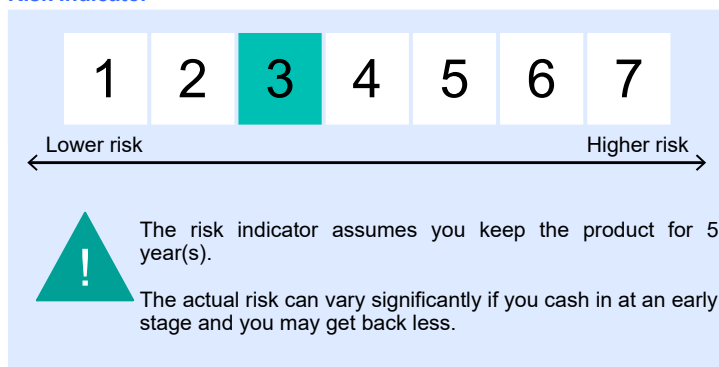 1 2 3 4 5 6 7
Lower risk Higher risk
The risk indicator assumes you keep the product for 5
year(s).
!
The actual risk can vary significantly if you cash in at an early
stage and you may get back less.